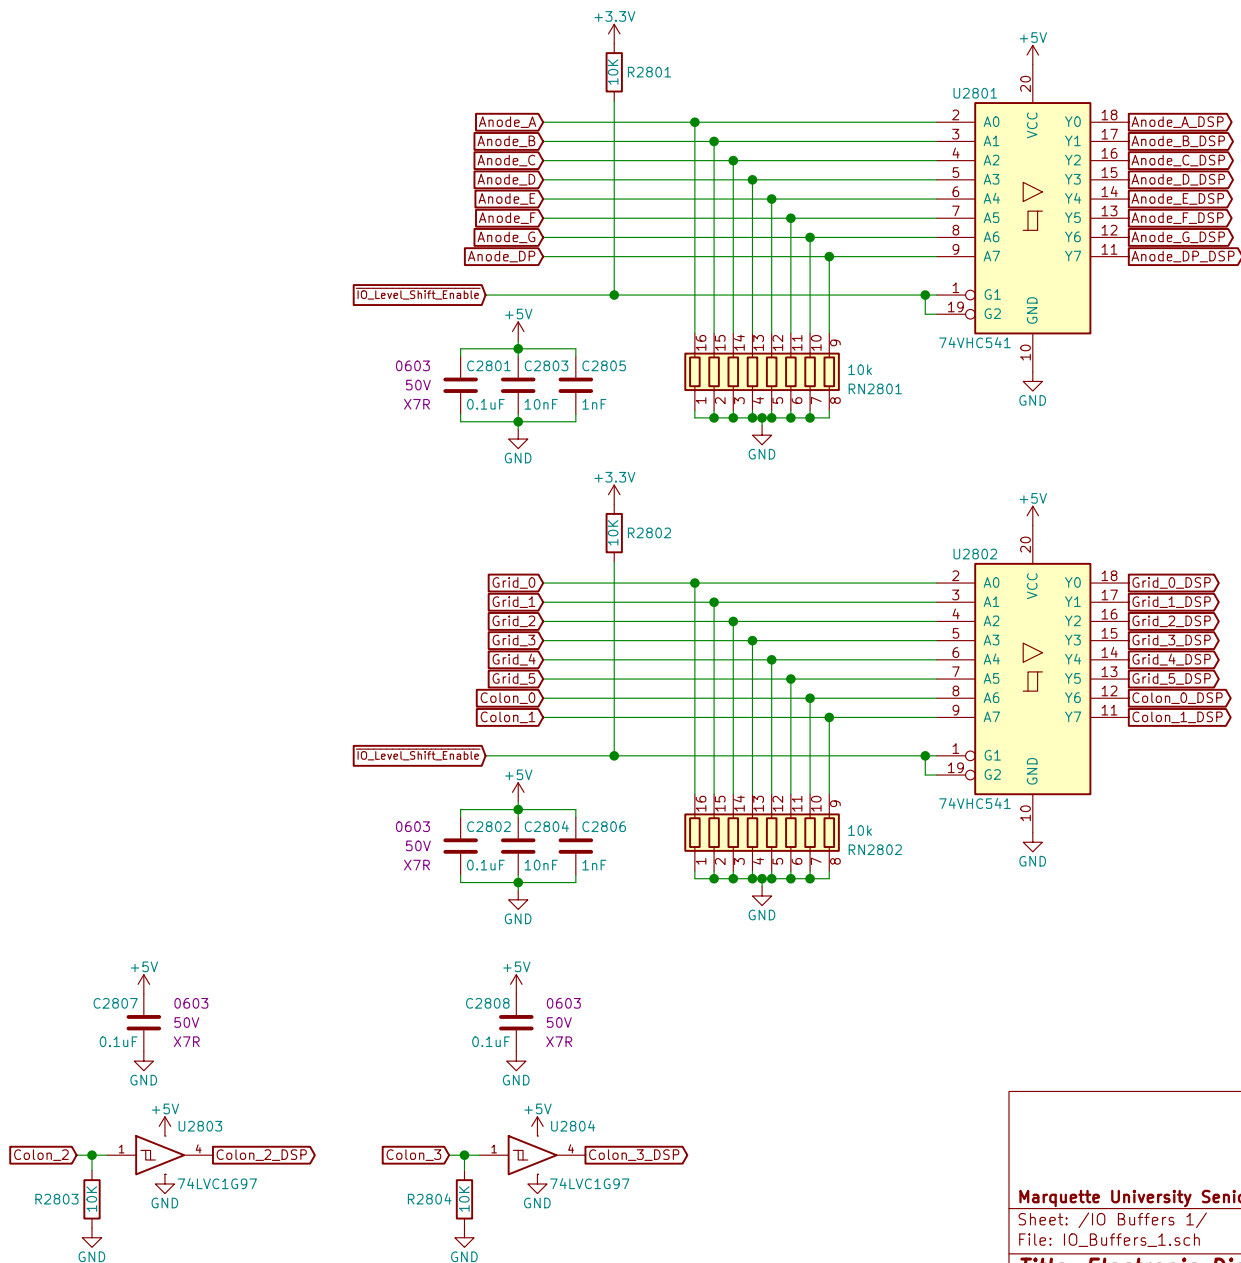 +3.3V
10K
R2801
+5V
20
U2801
VCC
Anode_A 2 A0 Y0 18 Anode_A_DSP
Anode_B 3 A1 Y1 17 Anode_B_DSP
Anode_C 4 A2 Y2 16 Anode_C_DSP
Anode_D 5 A3 Y3 15 Anode_D_DSP
Anode_E 6 A4 Y4 14 Anode_E_DSP
Anode_F 7 A5 Y5 13 Anode_F_DSP
Anode_G 8 A6 Y6 12 Anode_G_DSP
Anode_DP 9 A7 Y7 11 Anode_DP_DSP
IO_Level_Shift_Enable 1 G1
19 G2
GND
74VHC541
10
GND
+5V
0603 C2801 C2803 C2805
50V
X7R 0.1uF 10nF 1nF
GND
16 15 14 13 12 11 10 9
10k
RN2801
1 2 3 4 5 6 7 8
GND
+3.3V
10K
R2802
+5V
20
U2802
VCC
Grid_0 2 A0 Y0 18 Grid_0_DSP
Grid_1 3 A1 Y1 17 Grid_1_DSP
Grid_2 4 A2 Y2 16 Grid_2_DSP
Grid_3 5 A3 Y3 15 Grid_3_DSP
Grid_4 6 A4 Y4 14 Grid_4_DSP
Grid_5 7 A5 Y5 13 Grid_5_DSP
Colon_0 8 A6 Y6 12 Colon_0_DSP
Colon_1 9 A7 Y7 11 Colon_1_DSP
IO_Level_Shift_Enable 1 G1
19 G2
GND
74VHC541
10
GND
+5V
0603 C2802 C2804 C2806
50V
X7R 0.1uF 10nF 1nF
GND
16 15 14 13 12 11 10 9
10k
RN2802
1 2 3 4 5 6 7 8
GND
+5V
C2807 0603
50V
0.1uF X7R
GND
+5V
C2808 0603
50V
0.1uF X7R
GND
+5V
U2803
Colon_2 1 4 Colon_2_DSP
74LVC1G97
GND
R2803 10K
GND
+5V
U2804
Colon_3 1 4 Colon_3_DSP
74LVC1G97
GND
R2804 10K
GND
Marquette University Senio
Sheet: /IO Buffers 1/
File: IO_Buffers_1.sch